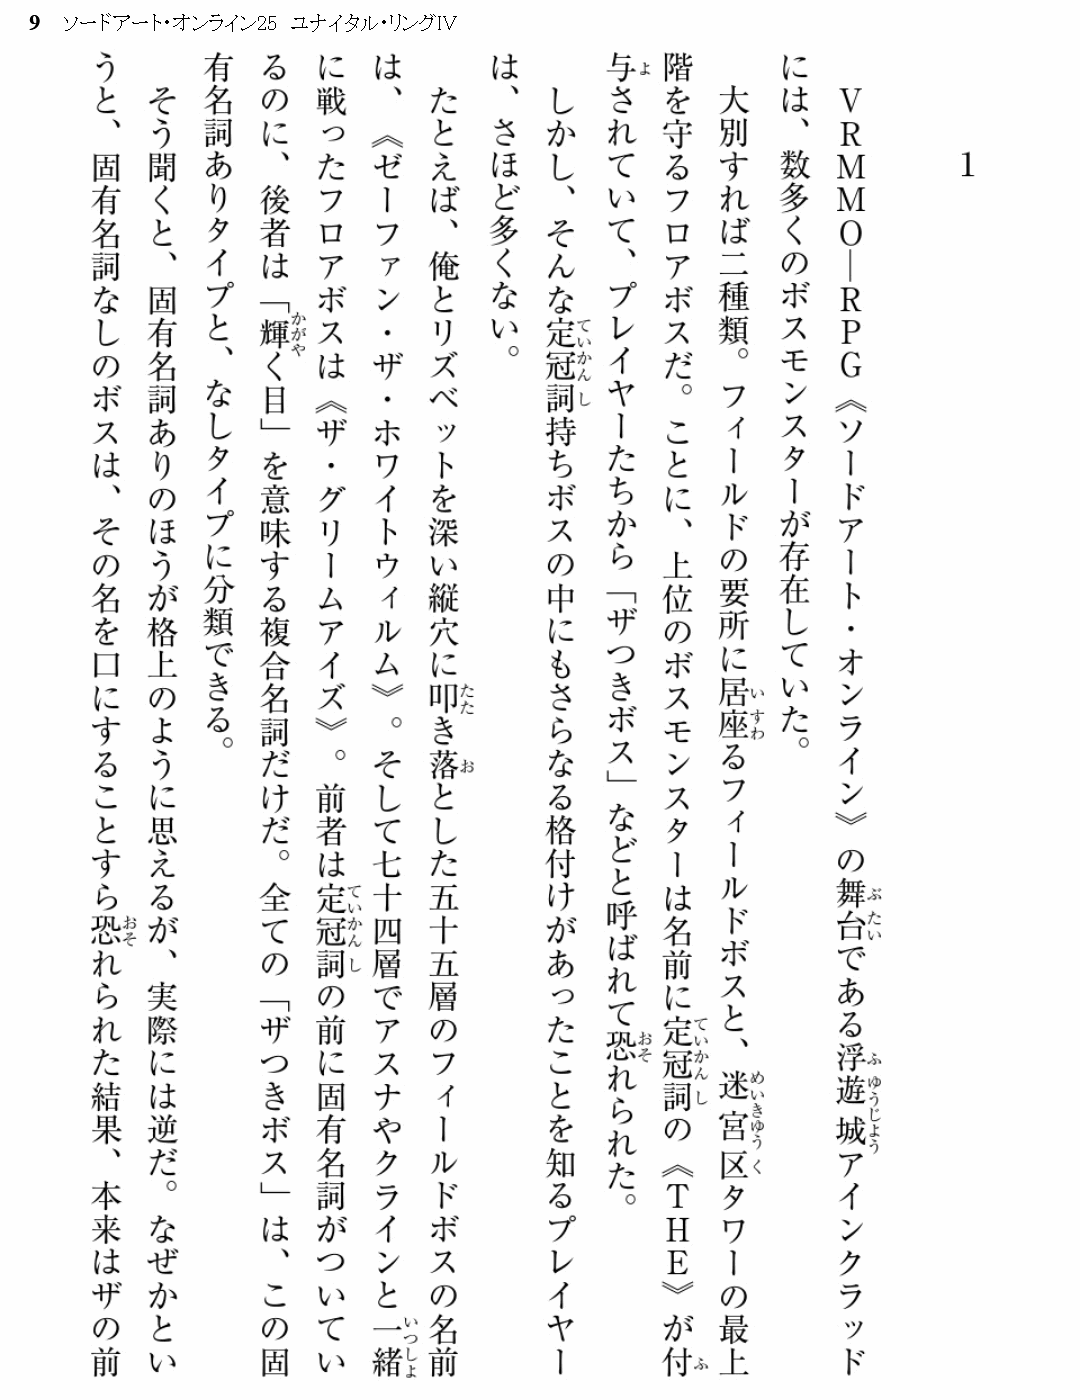 9 ソードアート・オンライン25 ユナイタル・リングⅣ
1
VRMMO―RPG《ソードアート・オンライン》の舞台である浮遊城アインクラッド
には、数多くのボスモンスターが存在していた。
大別すれば二種類。フィールドの要所に居座るフィールドボスと、迷宮区タワーの最上
階を守るフロアボスだ。ことに、上位のボスモンスターは名前に定冠詞の《THE》が付
与されていて、プレイヤーたちから「ザつきボス」などと呼ばれて恐れられた。
しかし、そんな定冠詞持ちボスの中にもさらなる格付けがあったことを知るプレイヤー
は、さほど多くない。
たとえば、俺とリズベットを深い縦穴に叩き落とした五十五層のフィールドボスの名前
は、《ゼーファン・ザ・ホワイトウィルム》。そして七十四層でアスナやクラインと一緒
に戦ったフロアボスは《ザ・グリームアイズ》。前者は定冠詞の前に固有名詞がついてい
るのに、後者は「輝く目」を意味する複合名詞だけだ。全ての「ザつきボス」は、この固
有名詞ありタイプと、なしタイプに分類できる。
そう聞くと、固有名詞ありのほうが格上のように思えるが、実際には逆だ。なぜかとい
うと、固有名詞なしのボスは、その名を口にすることすら恐れられた結果、本来はザの前